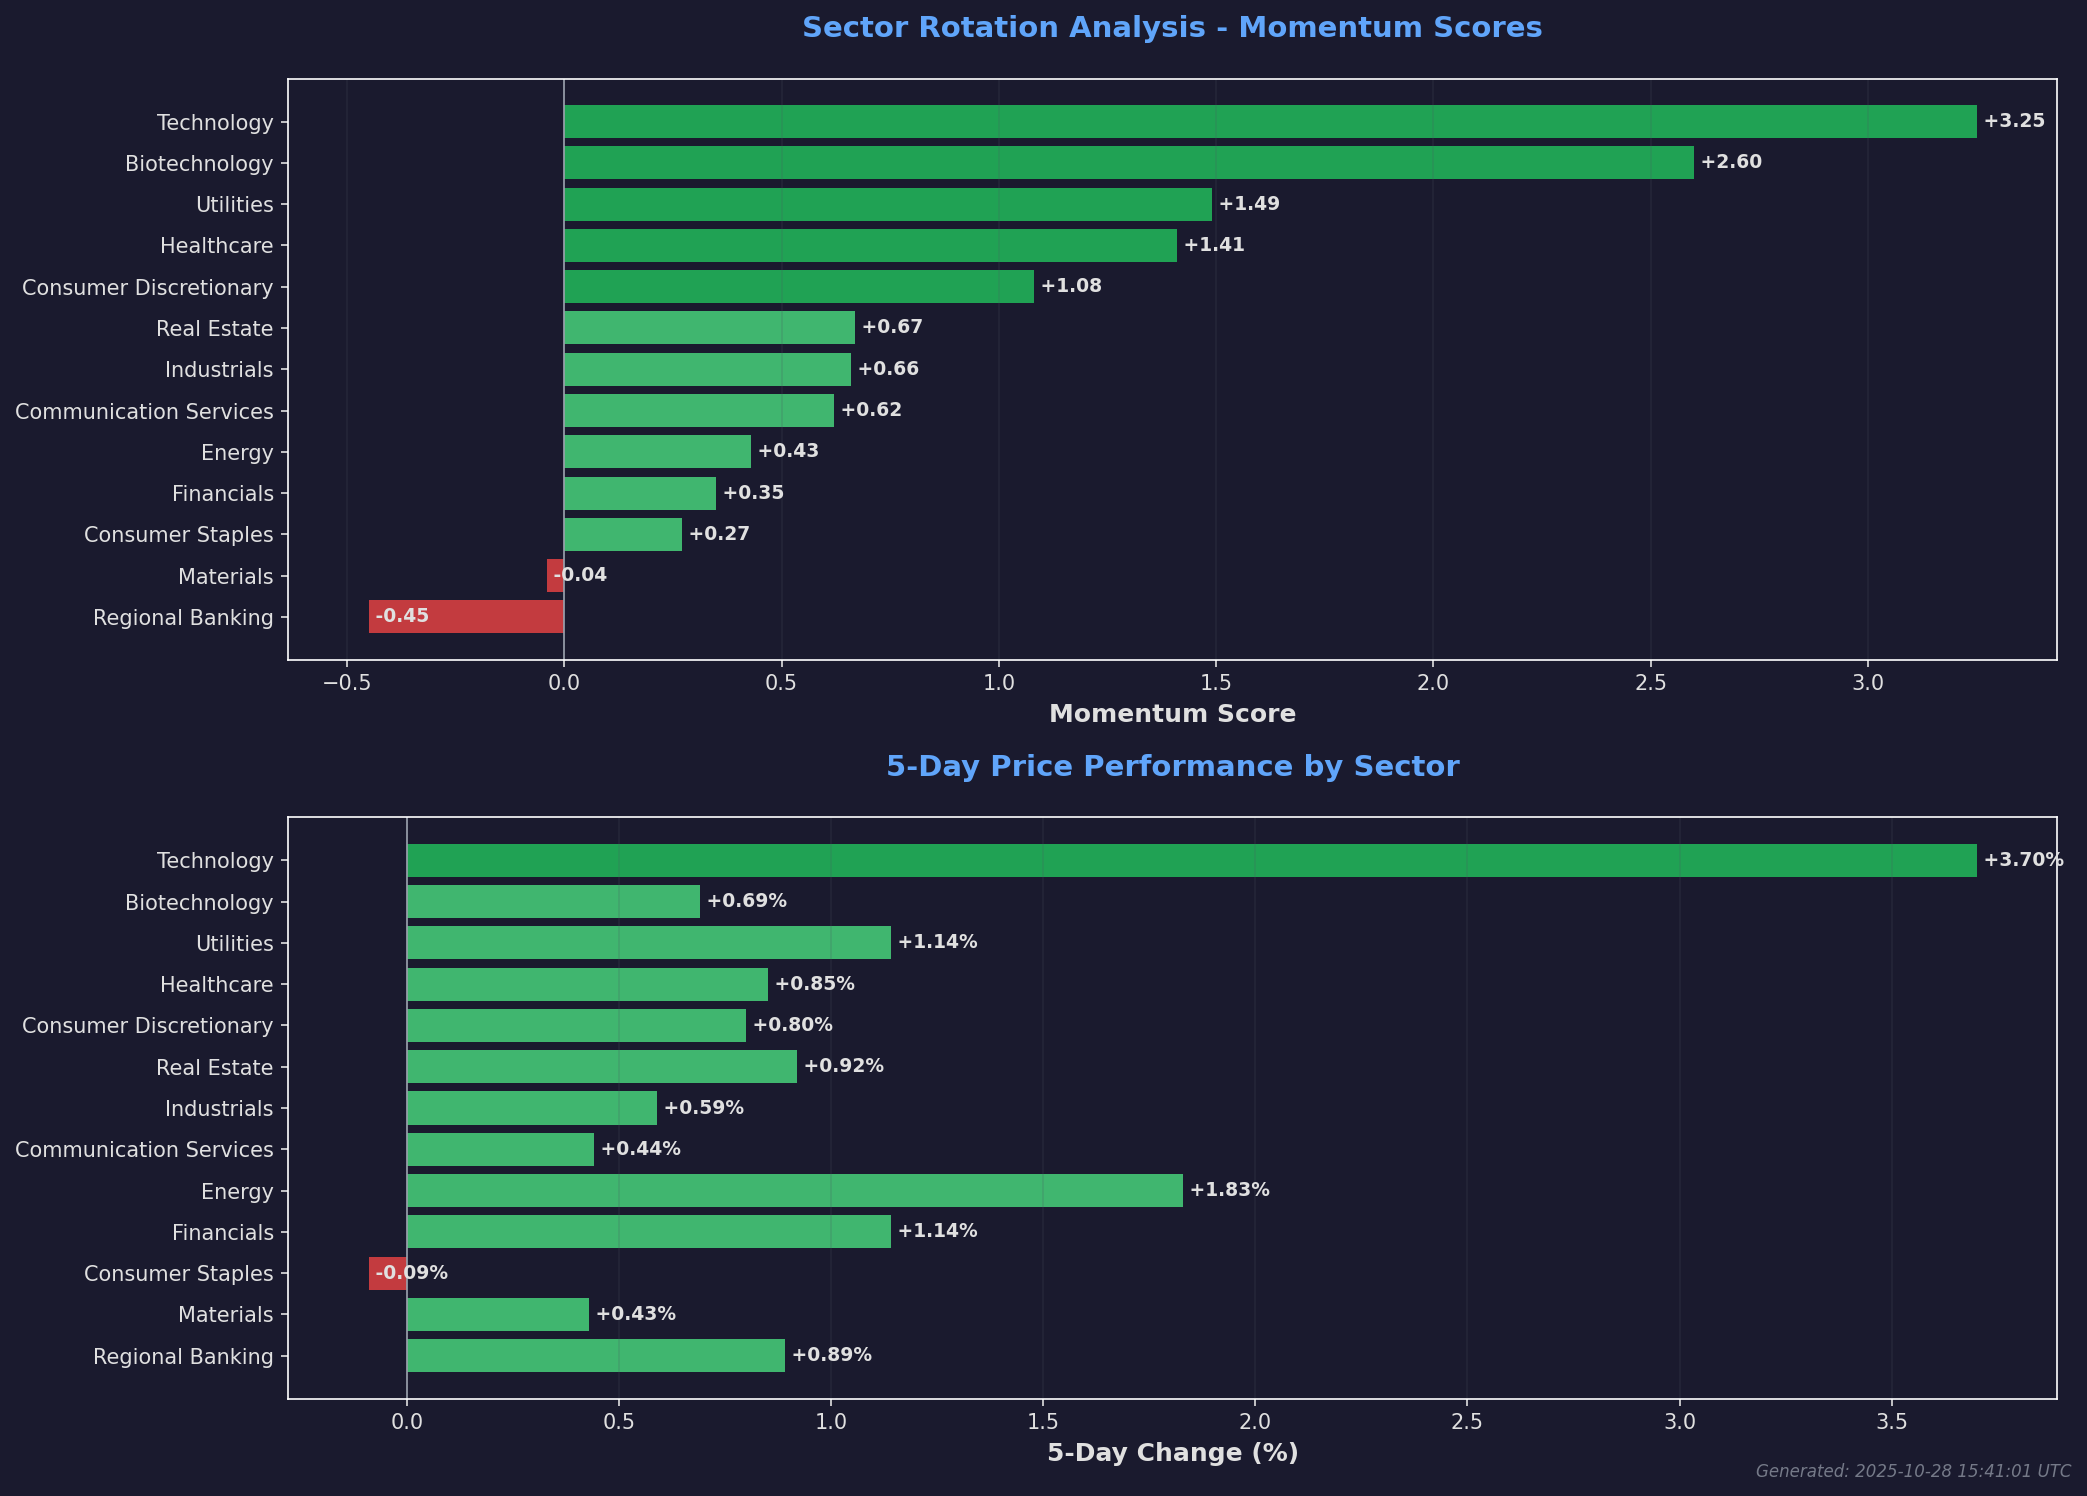 Sector Rotation Analysis - Momentum Scores
Technology +3.25
Biotechnology +2.60
Utilities +1.49
Healthcare +1.41
Consumer Discretionary +1.08
Real Estate +0.67
Industrials +0.66
Communication Services +0.62
Energy +0.43
Financials +0.35
Consumer Staples +0.27
Materials -0.04
Regional Banking -0.45
−0.5 0.0 0.5 1.0 1.5 2.0 2.5 3.0
Momentum Score
5-Day Price Performance by Sector
Technology +3.70%
Biotechnology +0.69%
Utilities +1.14%
Healthcare +0.85%
Consumer Discretionary +0.80%
Real Estate +0.92%
Industrials +0.59%
Communication Services +0.44%
Energy +1.83%
Financials +1.14%
Consumer Staples -0.09%
Materials +0.43%
Regional Banking +0.89%
0.0 0.5 1.0 1.5 2.0 2.5 3.0 3.5
5-Day Change (%)
Generated: 2025-10-28 15:41:01 UTC